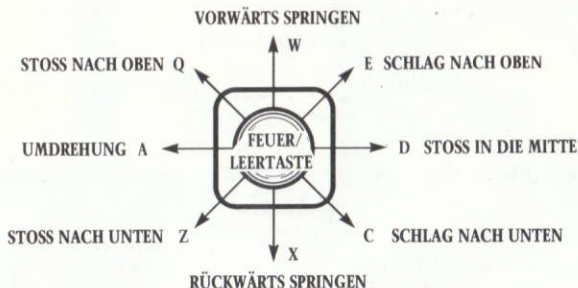 VORWÄRTS SPRINGEN
W
STOSS NACH OBEN Q
E SCHLAG NACH OBEN
UMDREHUNG A
FEUER/
LEERTASTE
D STOSS IN DIE MITTE
STOSS NACH UNTEN Z
C SCHLAG NACH UNTEN
X
RÜCKWÄRTS SPRINGEN